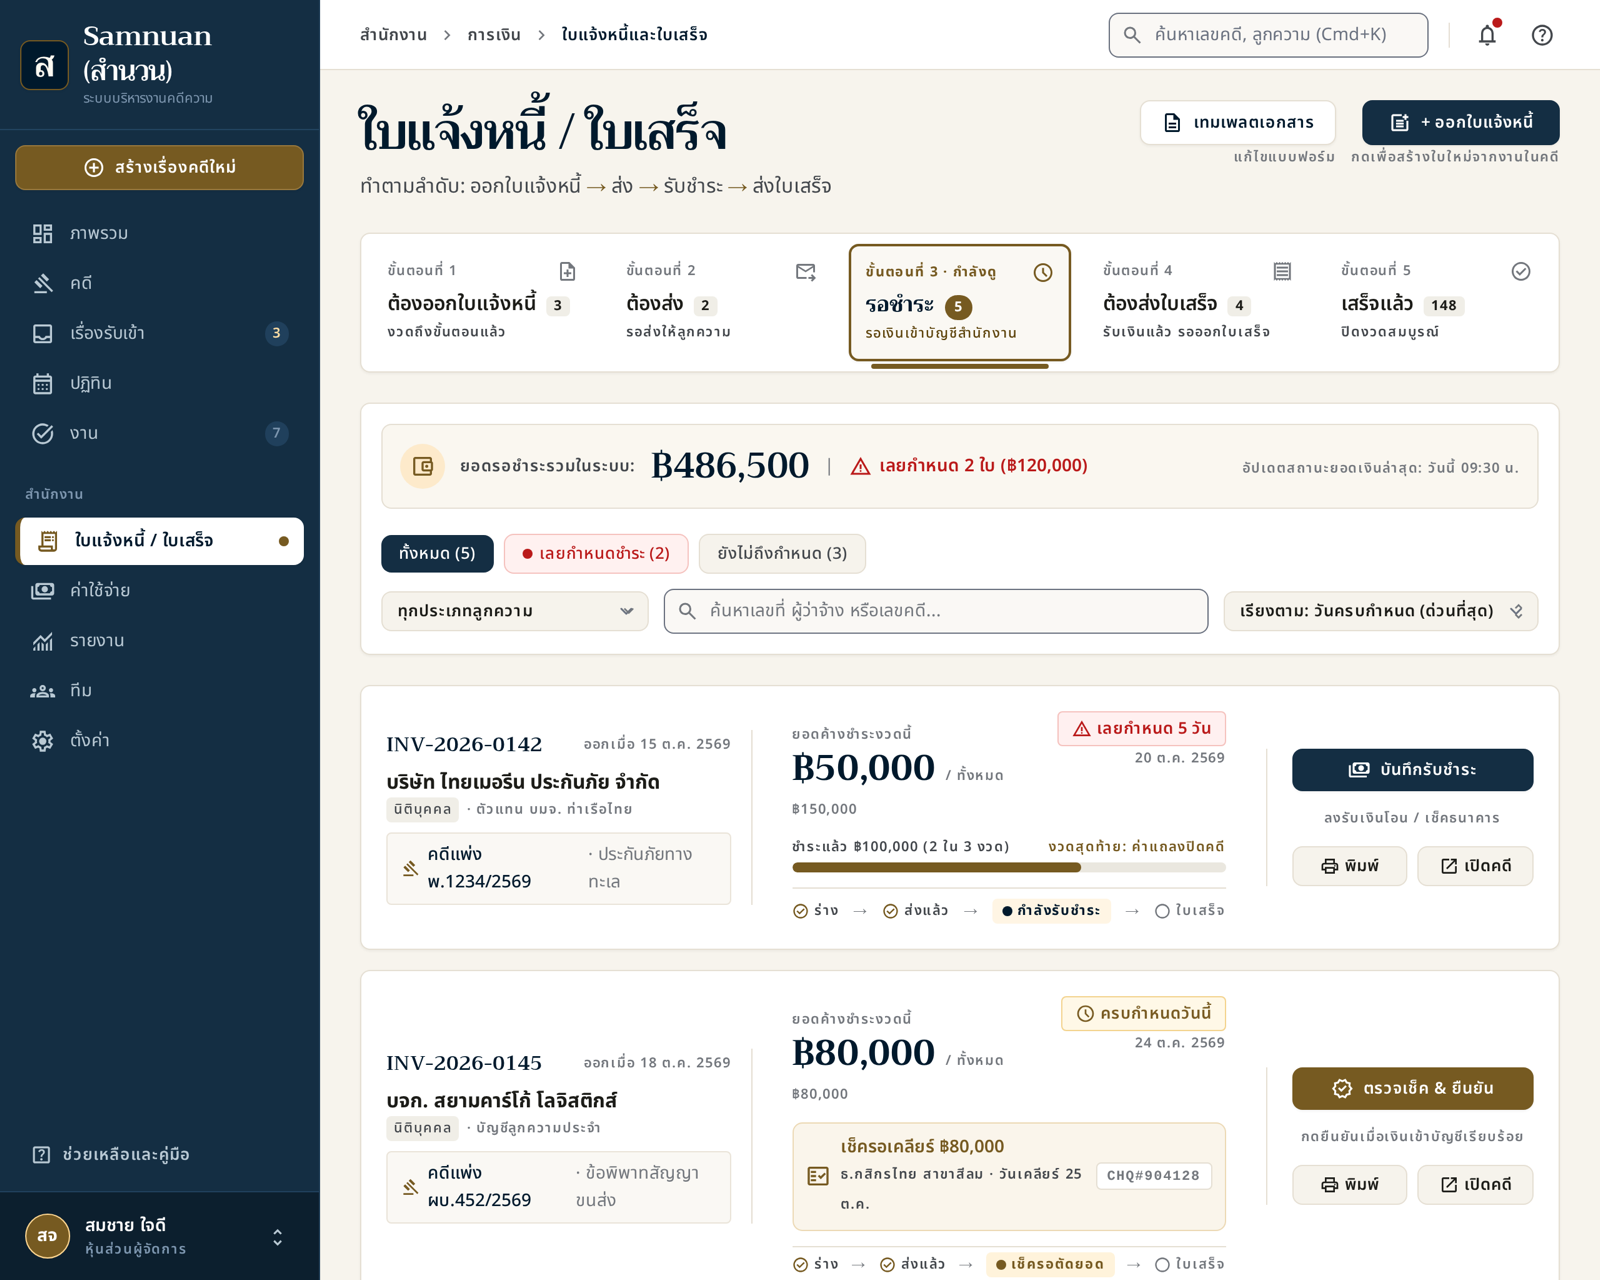 ส
Samnuan
(สำนวน)
ระบบบริหารงานคดีความ
สร้างเรื่องคดีใหม่
ภาพรวม
คดี
เรื่องรับเข้า 3
ปฏิทิน
งาน 7
สำนักงาน
ใบแจ้งหนี้ / ใบเสร็จ
ค่าใช้จ่าย
รายงาน
ทีม
ตั้งค่า
ช่วยเหลือและคู่มือ
สจ
สมชาย ใจดี
หุ้นส่วนผู้จัดการ
สำนักงาน > การเงิน > ใบแจ้งหนี้และใบเสร็จ
ค้นหาเลขคดี, ลูกความ (Cmd+K)
ใบแจ้งหนี้ / ใบเสร็จ
ทำตามลำดับ: ออกใบแจ้งหนี้ → ส่ง → รับชำระ → ส่งใบเสร็จ
เทมเพลตเอกสาร
แก้ไขแบบฟอร์ม
+ ออกใบแจ้งหนี้
กดเพื่อสร้างใบใหม่จากงานในคดี
ขั้นตอนที่ 1
ต้องออกใบแจ้งหนี้ 3
งวดถึงขั้นตอนแล้ว
ขั้นตอนที่ 2
ต้องส่ง 2
รอส่งให้ลูกความ
ขั้นตอนที่ 3 · กำลังดู
รอชำระ 5
รอเงินเข้าบัญชีสำนักงาน
ขั้นตอนที่ 4
ต้องส่งใบเสร็จ 4
รับเงินแล้ว รอออกใบเสร็จ
ขั้นตอนที่ 5
เสร็จแล้ว 148
ปิดงวดสมบูรณ์
ยอดรอชำระรวมในระบบ: ฿486,500 | เลยกำหนด 2 ใบ (฿120,000)
อัปเดตสถานะยอดเงินล่าสุด: วันนี้ 09:30 น.
ทั้งหมด (5)
เลยกำหนดชำระ (2)
ยังไม่ถึงกำหนด (3)
ทุกประเภทลูกความ
ค้นหาเลขที่ ผู้ว่าจ้าง หรือเลขคดี...
เรียงตาม: วันครบกำหนด (ด่วนที่สุด)
INV-2026-0142 ออกเมื่อ 15 ต.ค. 2569
บริษัท ไทยเมอรีน ประกันภัย จำกัด
นิติบุคคล · ตัวแทน บมจ. ท่าเรือไทย
คดีแพ่ง
พ.1234/2569
· ประกันภัยทาง
ทะเล
ยอดค้างชำระงวดนี้
฿50,000 / ทั้งหมด
฿150,000
เลยกำหนด 5 วัน
20 ต.ค. 2569
ชำระแล้ว ฿100,000 (2 ใน 3 งวด) งวดสุดท้าย: ค่าแถลงปิดคดี
ร่าง → ส่งแล้ว → กำลังรับชำระ → ใบเสร็จ
บันทึกรับชำระ
ลงรับเงินโอน / เช็คธนาคาร
พิมพ์
เปิดคดี
INV-2026-0145 ออกเมื่อ 18 ต.ค. 2569
บจก. สยามคาร์โก้ โลจิสติกส์
นิติบุคคล · บัญชีลูกความประจำ
คดีแพ่ง
ผบ.452/2569
· ข้อพิพาทสัญญา
ขนส่ง
ยอดค้างชำระงวดนี้
฿80,000 / ทั้งหมด
฿80,000
ครบกำหนดวันนี้
24 ต.ค. 2569
เช็ครอเคลียร์ ฿80,000
ธ.กสิกรไทย สาขาสีลม · วันเคลียร์ 25
ต.ค.
CHQ#904128
ร่าง → ส่งแล้ว → เช็ครอตัดยอด → ใบเสร็จ
ตรวจเช็ค & ยืนยัน
กดยืนยันเมื่อเงินเข้าบัญชีเรียบร้อย
พิมพ์
เปิดคดี